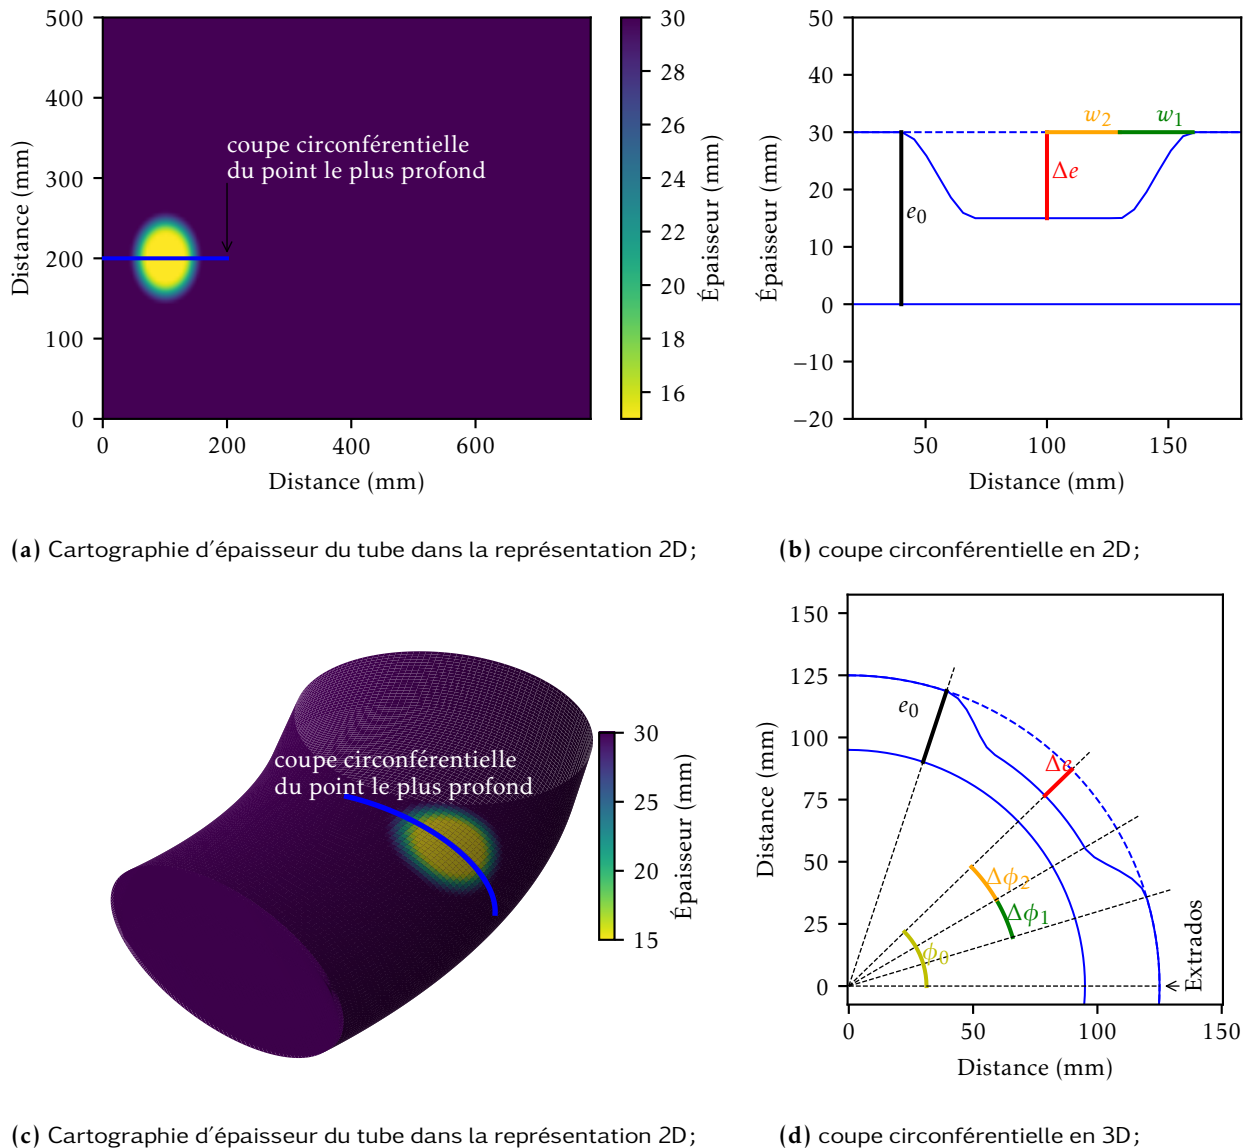 500
400
300
200
100
0
0
200
400
600
Distance (mm)
Distance (mm)
coupe circonférentielle
du point le plus profond
30
28
26
24
22
21
20
18
16
Épaisseur (mm)
50
40
30
20
10
0
−10
−20
50
100
150
Distance (mm)
Épaisseur (mm)
w₂
w₁
Δe
e₀
(a) Cartographie d'épaisseur du tube dans la représentation 2D;
(b) coupe circonférentielle en 2D;
coupe circonférentielle
du point le plus profond
30
25
20
15
Épaisseur (mm)
150
125
100
75
50
25
0
0
50
100
150
Distance (mm)
Distance (mm)
e₀
Δe
Δϕ₂
Δϕ₁
ϕ₀
Extrados
(c) Cartographie d'épaisseur du tube dans la représentation 2D;
(d) coupe circonférentielle en 3D;